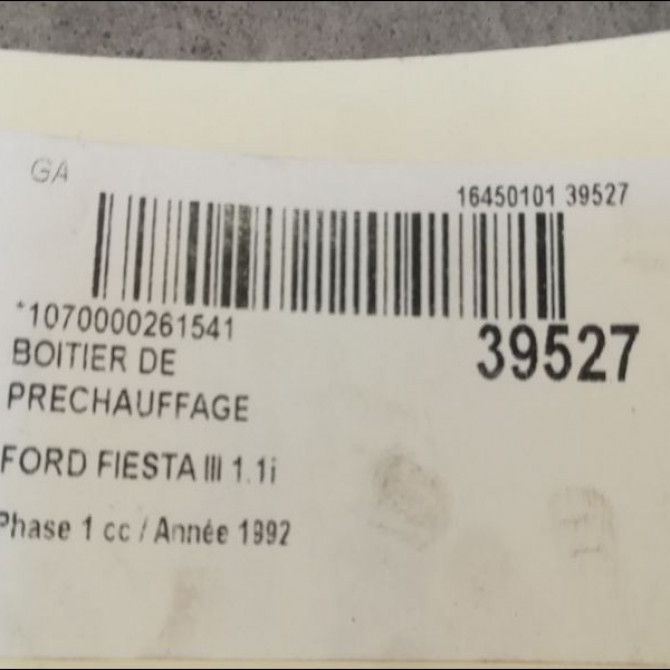 GA
16450101 39527
*1070000261541
39527
BOITIER DE
PRECHAUFFAGE
FORD FIESTA III 1.1i
Phase 1 cc / Année 1992